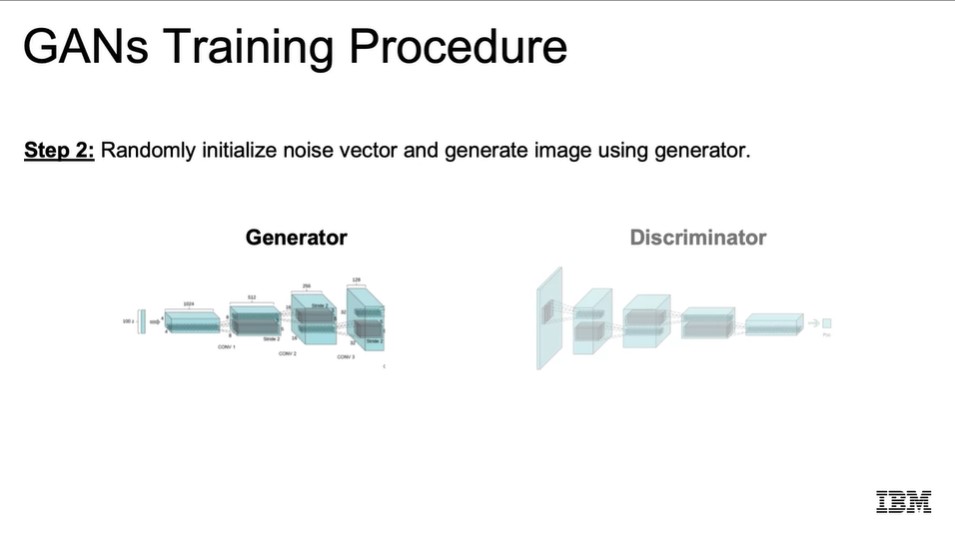 GANs Training Procedure
Step 2: Randomly initialize noise vector and generate image using generator.
Generator
Discriminator
1024
512
256
128
100 z
CONV 1
CONV 2
CONV 3
Stride 2
Stride 2
Stride 2
IBM